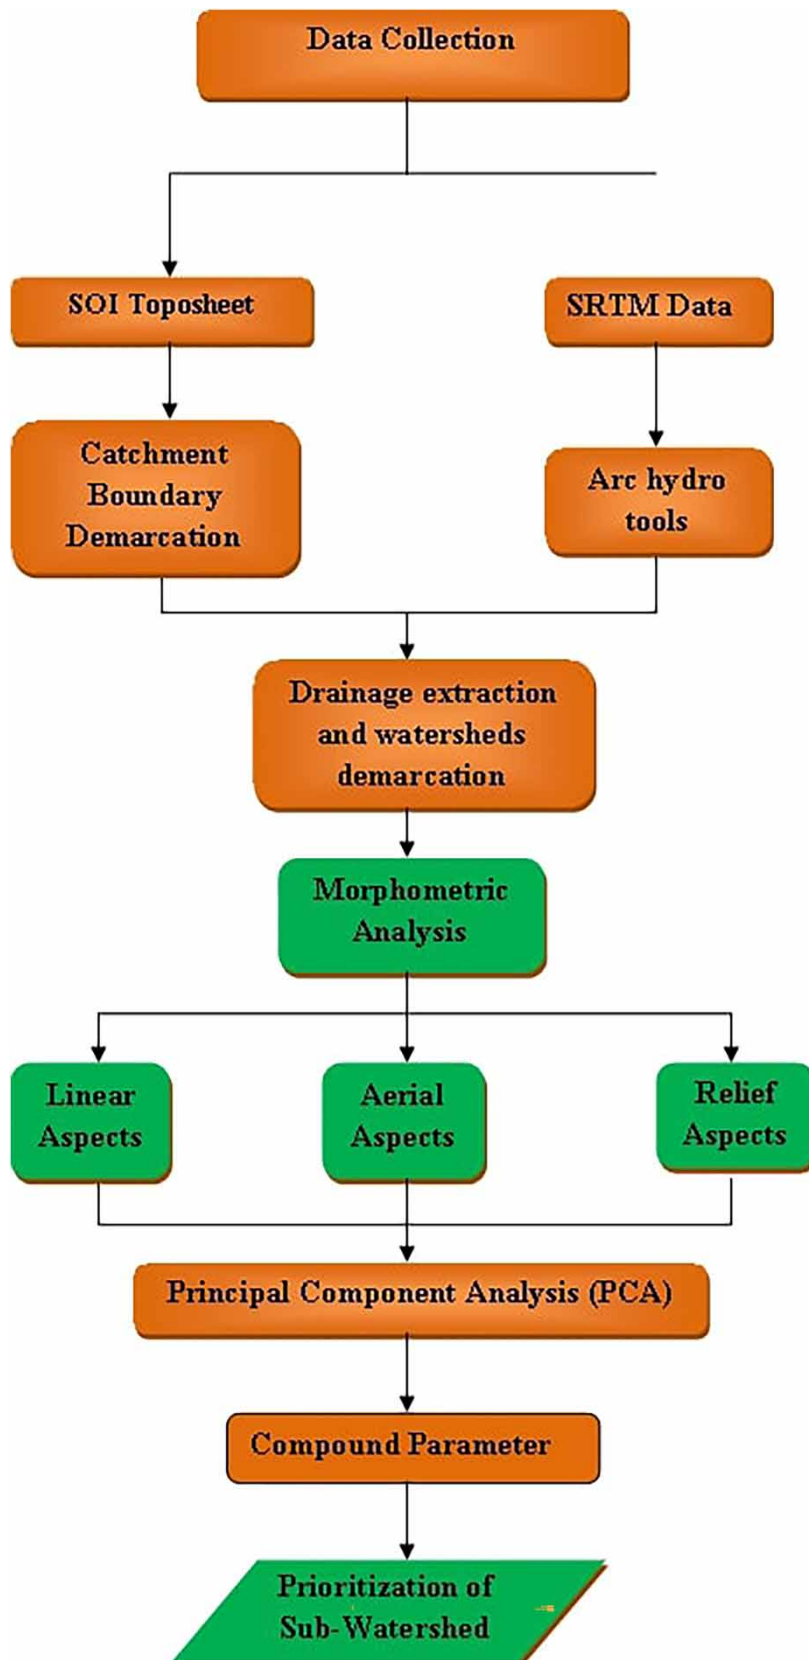 Data Collection
SOI Toposheet
SRTM Data
Catchment
Boundary
Demarcation
Arc hydro
tools
Drainage extraction
and watersheds
demarcation
Morphometric
Analysis
Linear
Aspects
Aerial
Aspects
Relief
Aspects
Principal Component Analysis (PCA)
Compound Parameter
Prioritization of
Sub-Watershed